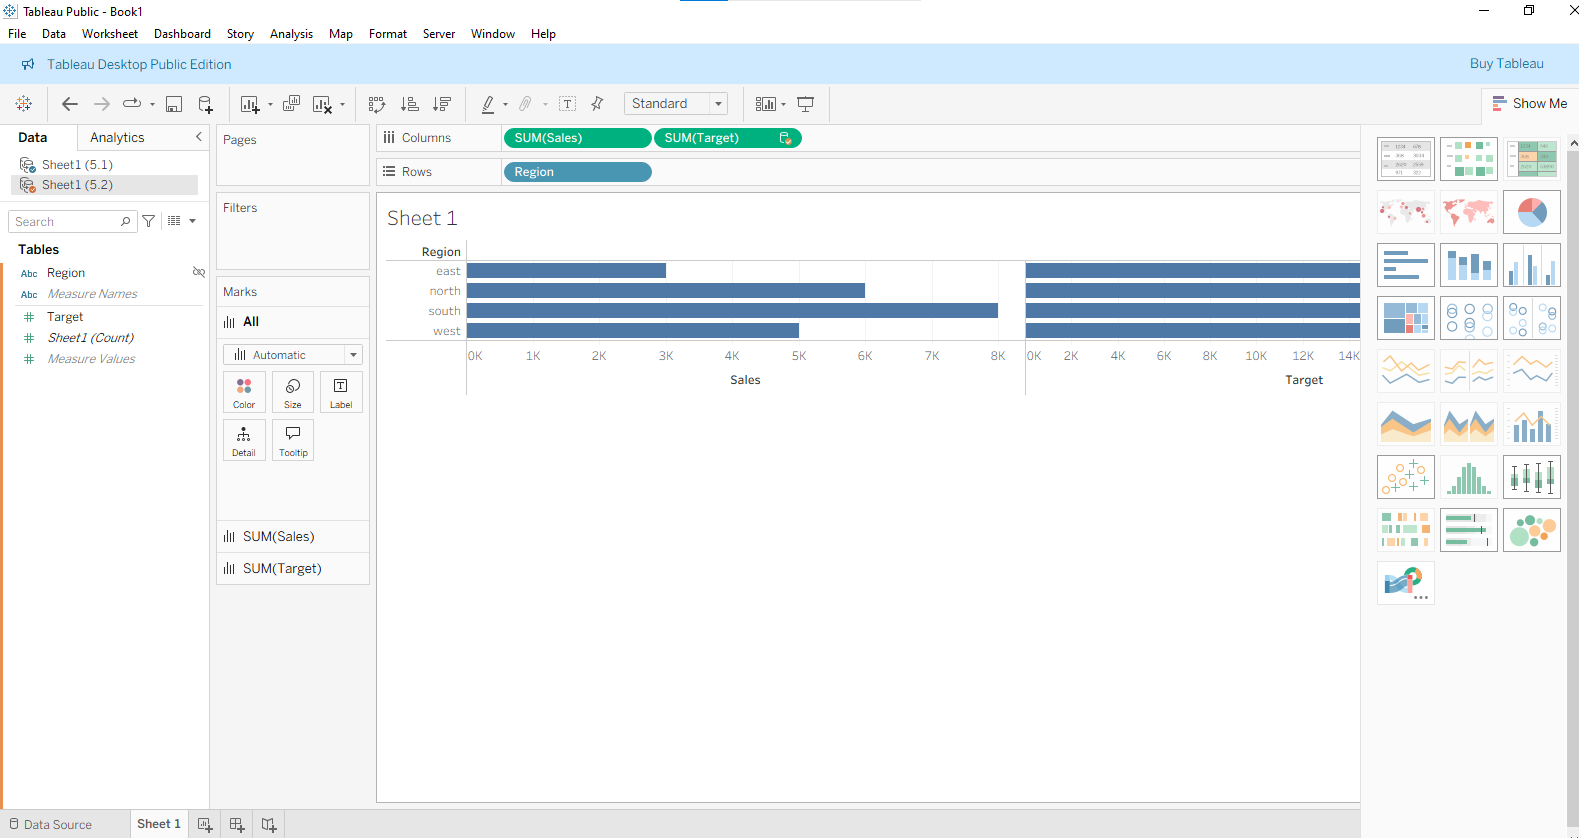 Tableau Public - Book1
File Data Worksheet Dashboard Story Analysis Map Format Server Window Help
Tableau Desktop Public Edition
Buy Tableau
Standard
Show Me
Data Analytics
Sheet1 (5.1)
Sheet1 (5.2)
Search
Tables
Abc Region
Abc Measure Names
# Target
# Sheet1 (Count)
# Measure Values
Pages
Filters
Marks
All
Automatic
Color Size Label
Detail Tooltip
SUM(Sales)
SUM(Target)
Columns SUM(Sales) SUM(Target)
Rows Region
Sheet 1
Region
east
north
south
west
0K 1K 2K 3K 4K 5K 6K 7K 8K 0K 2K 4K 6K 8K 10K 12K 14K
Sales Target
Data Source Sheet 1